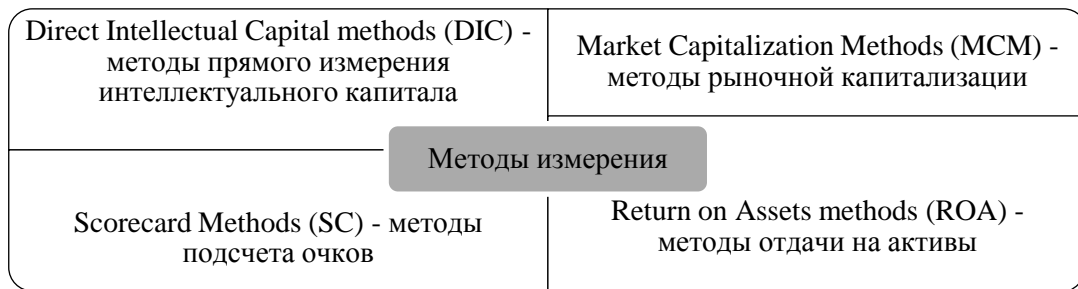 Direct Intellectual Capital methods (DIC) -
методы прямого измерения
интеллектуального капитала
Market Capitalization Methods (MCM) -
методы рыночной капитализации
Методы измерения
Scorecard Methods (SC) - методы
подсчета очков
Return on Assets methods (ROA) -
методы отдачи на активы